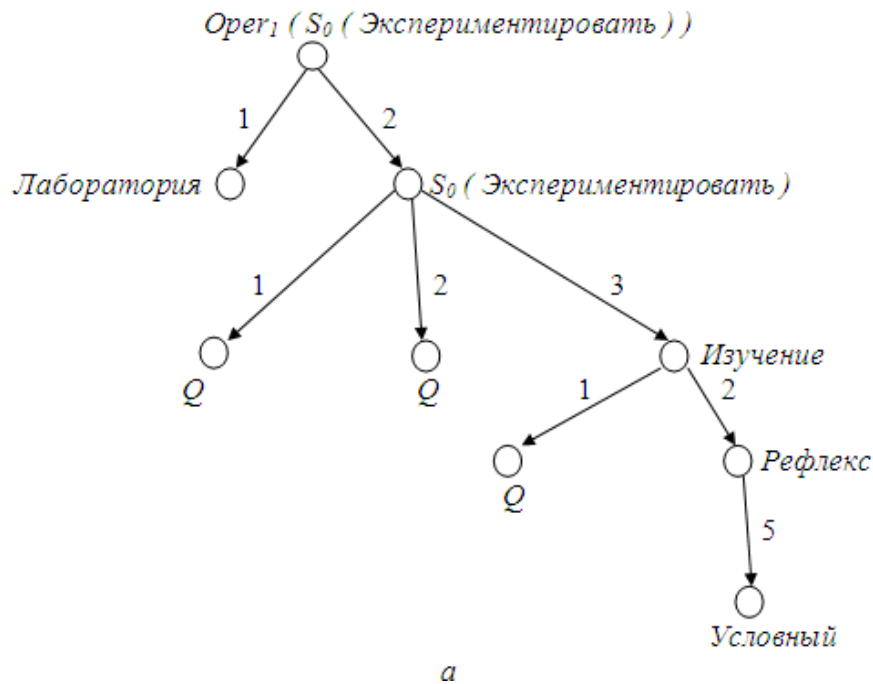 Oper₁ ( S₀ ( Экспериментировать ) )
1
2
Лаборатория
S₀ ( Экспериментировать )
1
2
3
Q
Q
Изучение
1
2
Q
Рефлекс
5
Условный
а